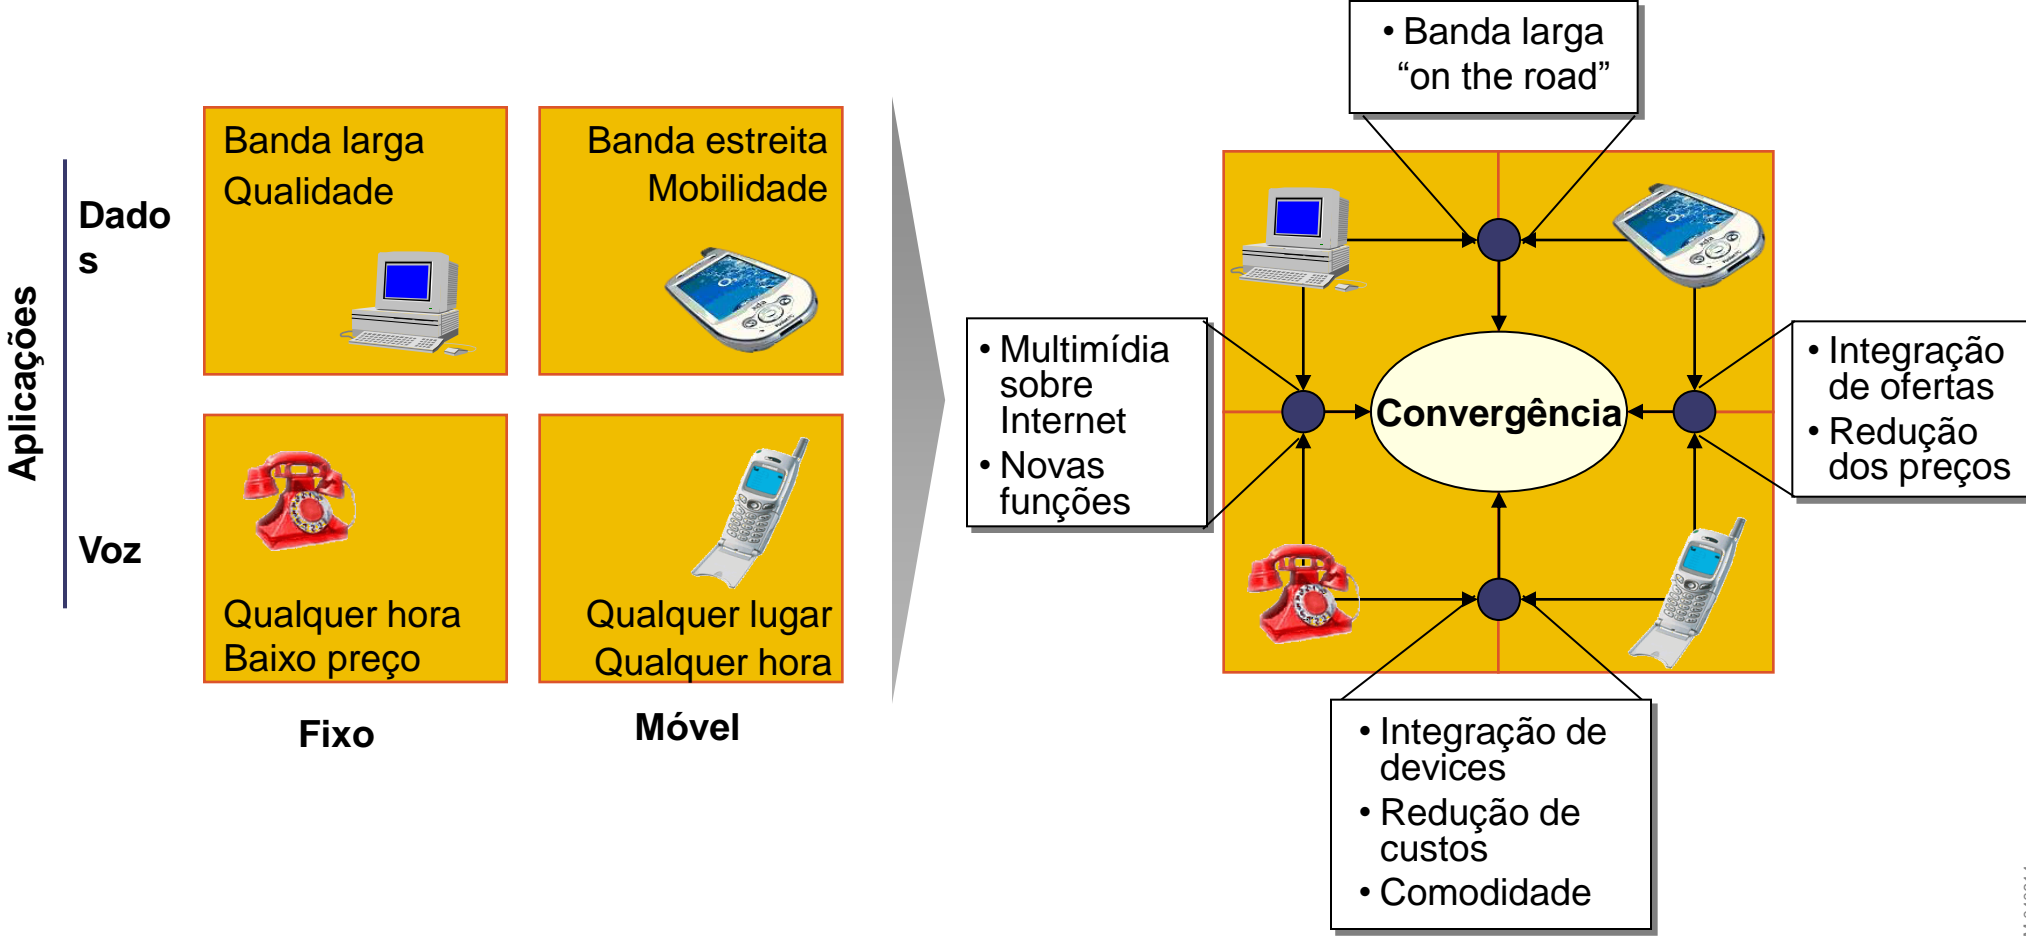 Aplicações
Dado
s
Voz
Banda larga
Qualidade
Banda estreita
Mobilidade
Qualquer hora
Baixo preço
Qualquer lugar
Qualquer hora
Fixo
Móvel
• Banda larga
“on the road”
• Multimídia
sobre
Internet
• Novas
funções
Convergência
• Integração
de ofertas
• Redução
dos preços
• Integração de
devices
• Redução de
custos
• Comodidade